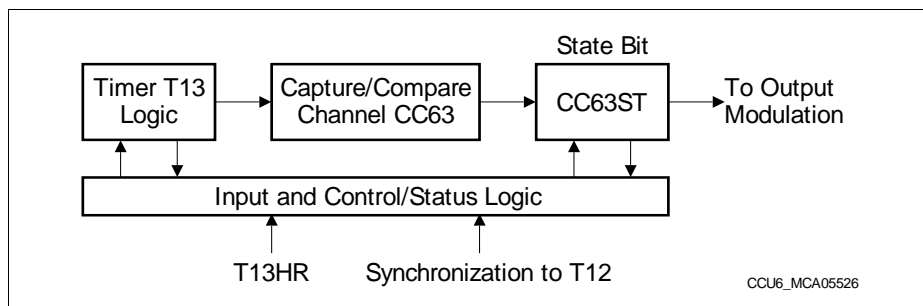 State Bit
Timer T13
Logic
Capture/Compare
Channel CC63
CC63ST
To Output
Modulation
Input and Control/Status Logic
T13HR
Synchronization to T12
CCU6_MCA05526